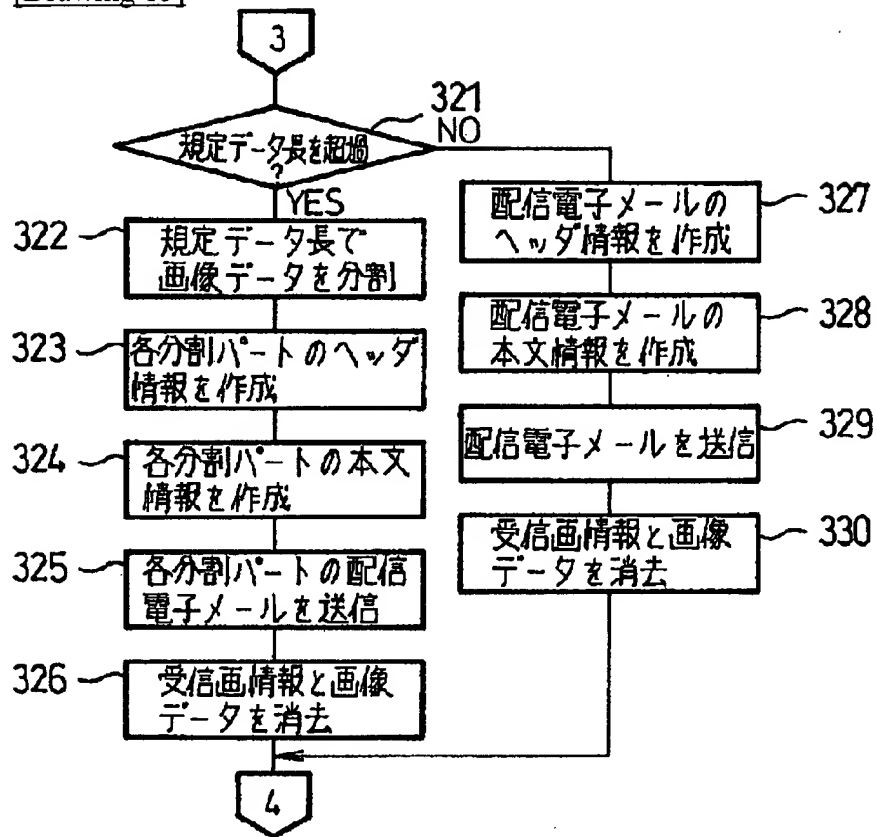 3
321
規定データ長を超過
?
NO
YES
322
規定データ長で
画像データを分割
323
各分割パートのヘッダ
情報を作成
324
各分割パートの本文
情報を作成
325
各分割パートの配信
電子メールを送信
326
受信画情報と画像
データを消去
327
配信電子メールの
ヘッダ情報を作成
328
配信電子メールの
本文情報を作成
329
配信電子メールを送信
330
受信画情報と画像
データを消去
4